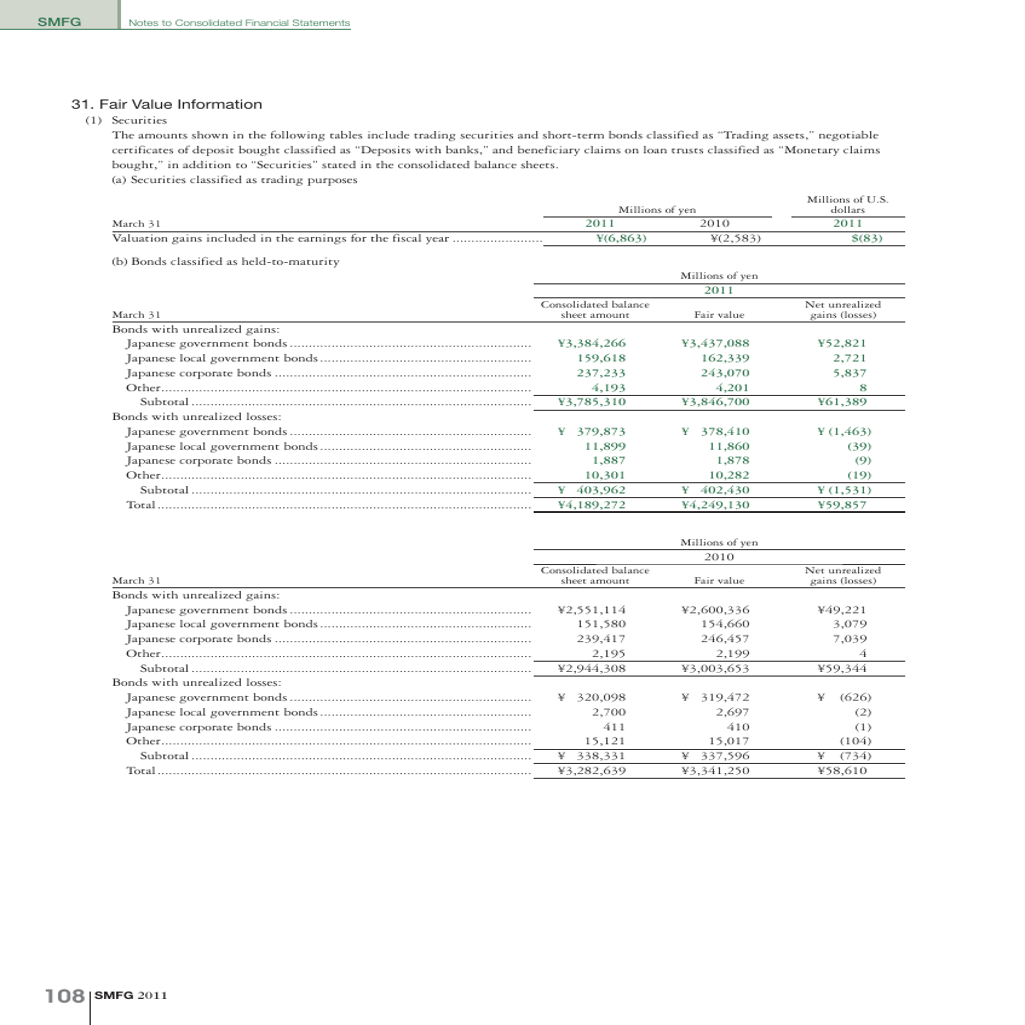 SMFG Notes to Consolidated Financial Statements
31. Fair Value Information
(1) Securities
The amounts shown in the following tables include trading securities and short-term bonds classified as “Trading assets,” negotiable
certificates of deposit bought classified as “Deposits with banks,” and beneficiary claims on loan trusts classified as “Monetary claims
bought,” in addition to “Securities” stated in the consolidated balance sheets.
(a) Securities classified as trading purposes
Millions of yen Millions of U.S. dollars
March 31 2011 2010 2011
Valuation gains included in the earnings for the fiscal year ........................ ¥(6,863) ¥(2,583) $(83)
(b) Bonds classified as held-to-maturity
Millions of yen
2011
March 31 Consolidated balance sheet amount Fair value Net unrealized gains (losses)
Bonds with unrealized gains:
Japanese government bonds ................................................................ ¥3,384,266 ¥3,437,088 ¥52,821
Japanese local government bonds ........................................................ 159,618 162,339 2,721
Japanese corporate bonds .................................................................... 237,233 243,070 5,837
Other.................................................................................................. 4,193 4,201 8
Subtotal .......................................................................................... ¥3,785,310 ¥3,846,700 ¥61,389
Bonds with unrealized losses:
Japanese government bonds ................................................................ ¥ 379,873 ¥ 378,410 ¥ (1,463)
Japanese local government bonds ........................................................ 11,899 11,860 (39)
Japanese corporate bonds .................................................................... 1,887 1,878 (9)
Other.................................................................................................. 10,301 10,282 (19)
Subtotal .......................................................................................... ¥ 403,962 ¥ 402,430 ¥ (1,531)
Total ................................................................................................... ¥4,189,272 ¥4,249,130 ¥59,857
Millions of yen
2010
March 31 Consolidated balance sheet amount Fair value Net unrealized gains (losses)
Bonds with unrealized gains:
Japanese government bonds ................................................................ ¥2,551,114 ¥2,600,336 ¥49,221
Japanese local government bonds ........................................................ 151,580 154,660 3,079
Japanese corporate bonds .................................................................... 239,417 246,457 7,039
Other.................................................................................................. 2,195 2,199 4
Subtotal .......................................................................................... ¥2,944,308 ¥3,003,653 ¥59,344
Bonds with unrealized losses:
Japanese government bonds ................................................................ ¥ 320,098 ¥ 319,472 ¥ (626)
Japanese local government bonds ........................................................ 2,700 2,697 (2)
Japanese corporate bonds .................................................................... 411 410 (1)
Other.................................................................................................. 15,121 15,017 (104)
Subtotal .......................................................................................... ¥ 338,331 ¥ 337,596 ¥ (734)
Total ................................................................................................... ¥3,282,639 ¥3,341,250 ¥58,610
108 SMFG 2011